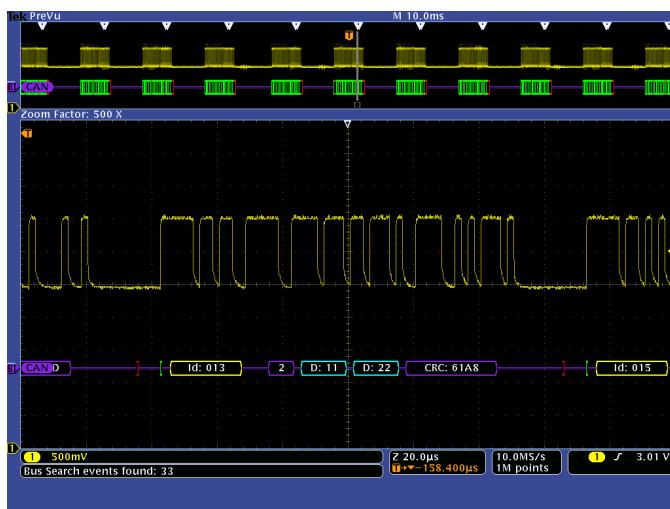 Tek PreVu M 10.0ms
T
B1 CAN
1
Zoom Factor: 500 X
T
B1 CAN D Id: 013 2 D: 11 D: 22 CRC: 61A8 Id: 015
1
1 500mV Z 20.0µs 10.0MS/s 1 3.01 V
Bus Search events found: 33 T→▼-158.400µs 1M points